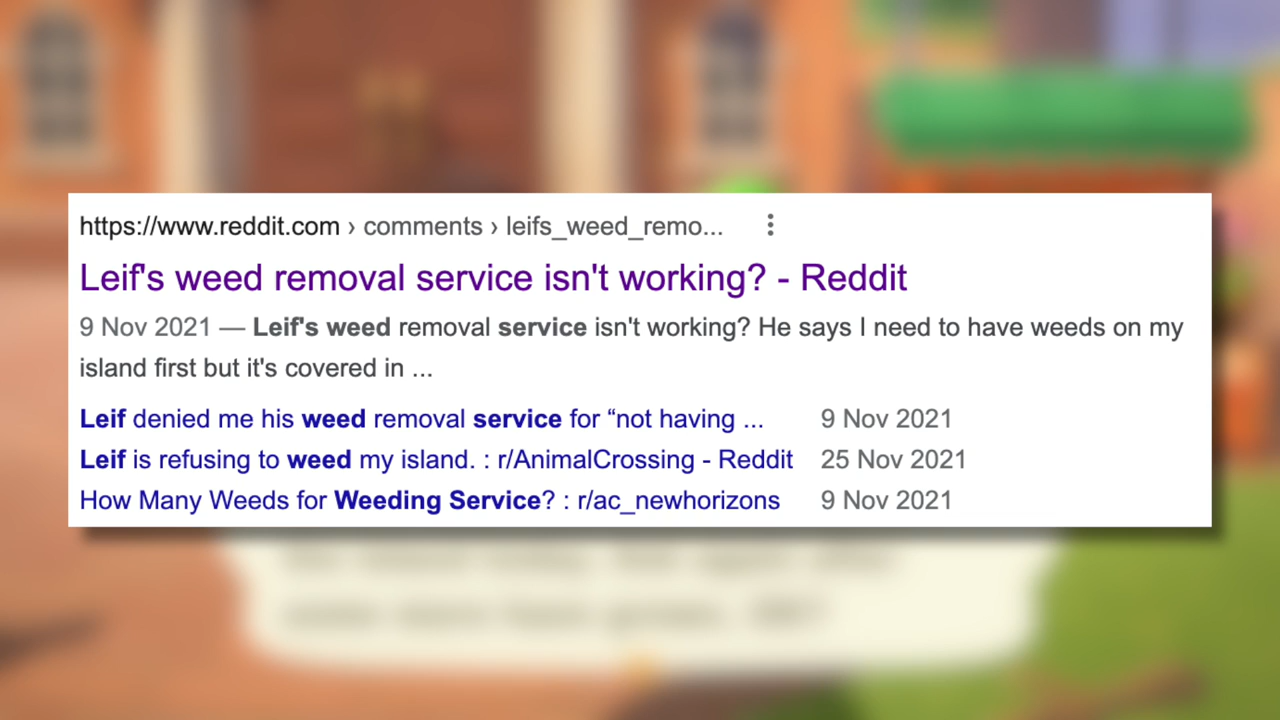 https://www.reddit.com › comments › leifs_weed_remo...
Leif's weed removal service isn't working? - Reddit
9 Nov 2021 — Leif's weed removal service isn't working? He says I need to have weeds on my
island first but it's covered in ...
Leif denied me his weed removal service for “not having ... 9 Nov 2021
Leif is refusing to weed my island. : r/AnimalCrossing - Reddit 25 Nov 2021
How Many Weeds for Weeding Service? : r/ac_newhorizons 9 Nov 2021